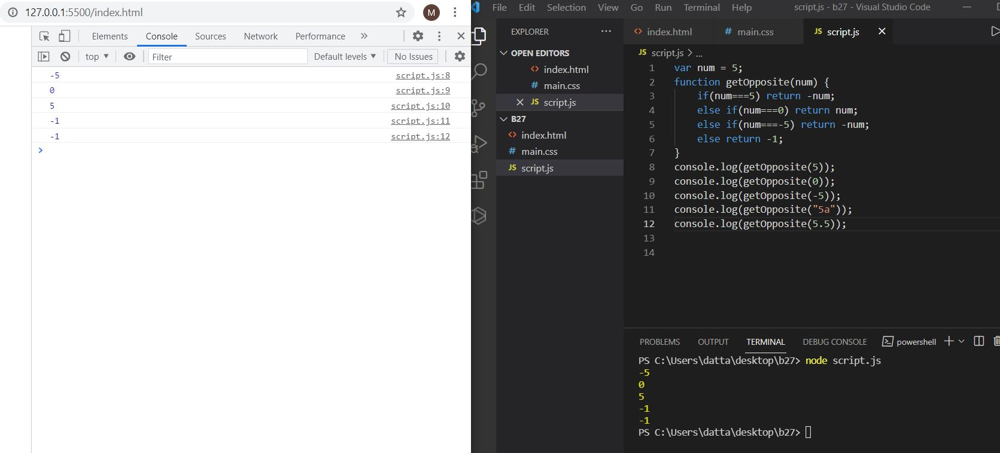 127.0.0.1:5500/index.html
M
Elements Console Sources Network Performance »
top ▼ Filter Default levels ▼ No Issues
-5 script.js:8
0 script.js:9
5 script.js:10
-1 script.js:11
-1 script.js:12
>
File Edit Selection View Go Run Terminal Help script.js - b27 - Visual Studio Code
EXPLORER ...
OPEN EDITORS
<> index.html
# main.css
JS script.js
B27
<> index.html
# main.css
JS script.js
<> index.html # main.css JS script.js
JS script.js > ...
1 var num = 5;
2 function getOpposite(num) {
3 if(num===5) return -num;
4 else if(num===0) return num;
5 else if(num===-5) return -num;
6 else return -1;
7 }
8 console.log(getOpposite(5));
9 console.log(getOpposite(0));
10 console.log(getOpposite(-5));
11 console.log(getOpposite("5a"));
12 console.log(getOpposite(5.5));
13
14
PROBLEMS OUTPUT TERMINAL DEBUG CONSOLE powershell
PS C:\Users\datta\desktop\b27> node script.js
-5
0
5
-1
-1
PS C:\Users\datta\desktop\b27>